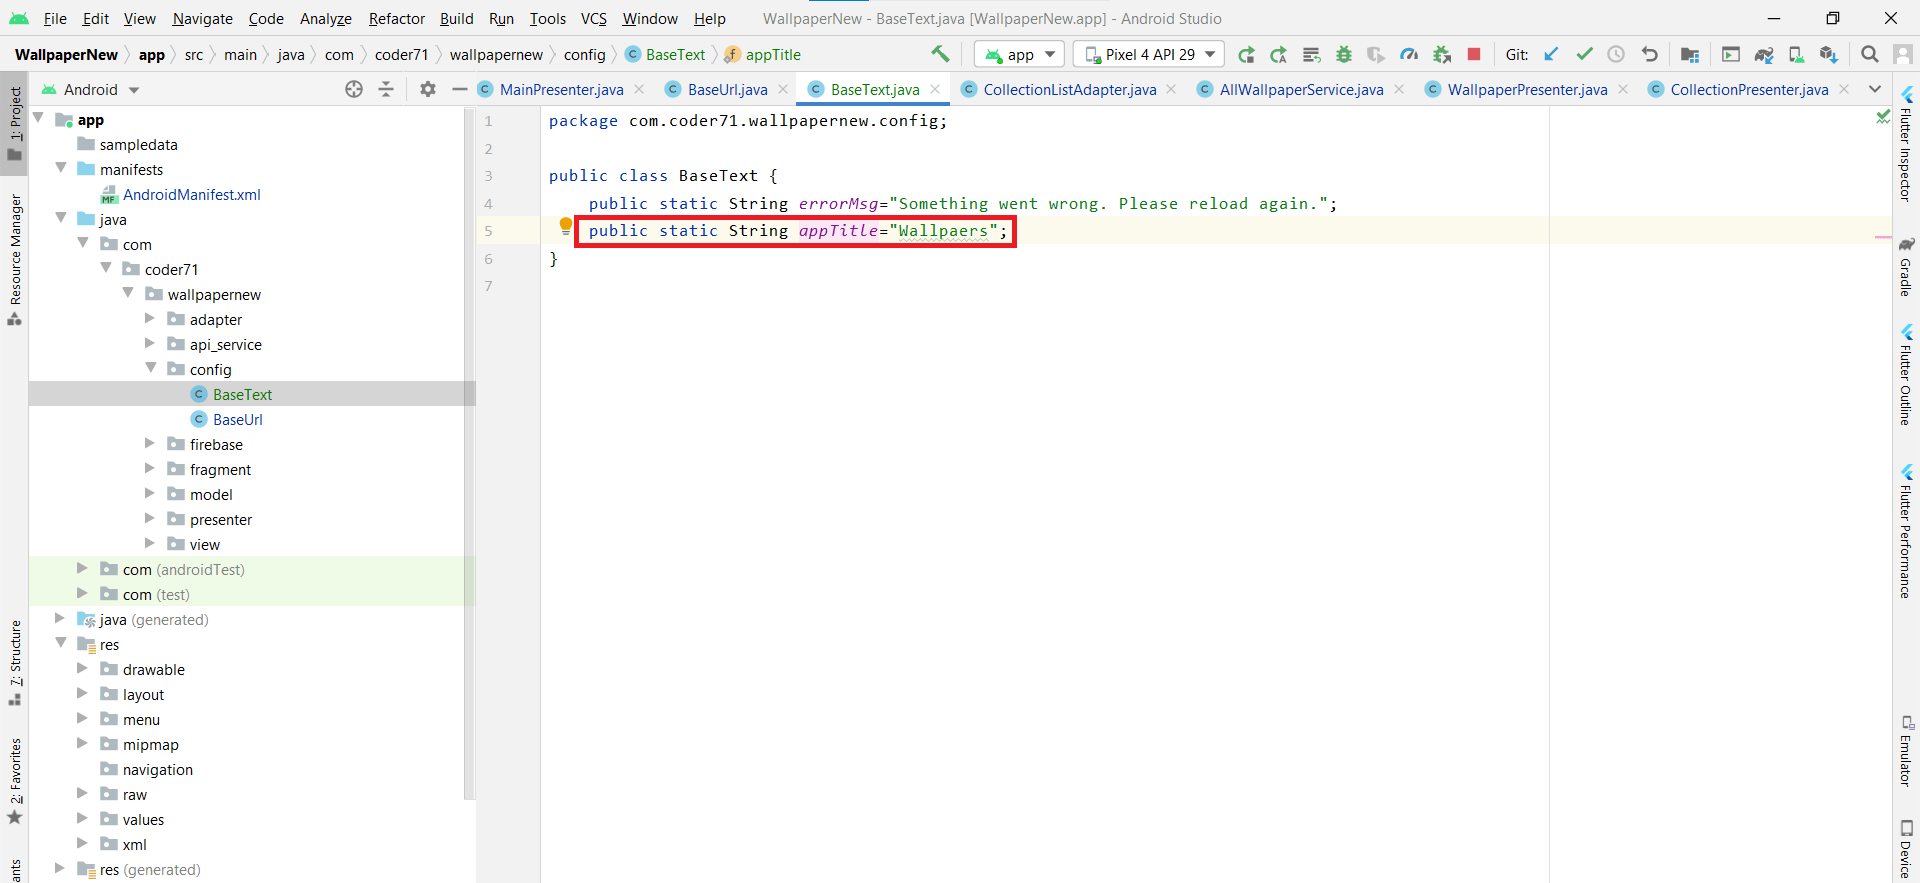 File Edit View Navigate Code Analyze Refactor Build Run Tools VCS Window Help WallpaperNew - BaseText.java [WallpaperNew.app] - Android Studio
WallpaperNew app src main java com coder71 wallpapernew config BaseText appTitle app Pixel 4 API 29 Git:
Android
MainPresenter.java BaseUrl.java BaseText.java CollectionListAdapter.java AllWallpaperService.java WallpaperPresenter.java CollectionPresenter.java
1: Project
Resource Manager
7: Structure
2: Favorites
ants
app
sampledata
manifests
MF AndroidManifest.xml
java
com
coder71
wallpapernew
adapter
api_service
config
BaseText
BaseUrl
firebase
fragment
model
presenter
view
com (androidTest)
com (test)
java (generated)
res
drawable
layout
menu
mipmap
navigation
raw
values
xml
res (generated)
1 package com.coder71.wallpapernew.config;
2
3 public class BaseText {
4 public static String errorMsg="Something went wrong. Please reload again.";
5 public static String appTitle="Wallpaers";
6 }
7
Flutter Inspector
Gradle
Flutter Outline
Flutter Performance
Emulator
Device